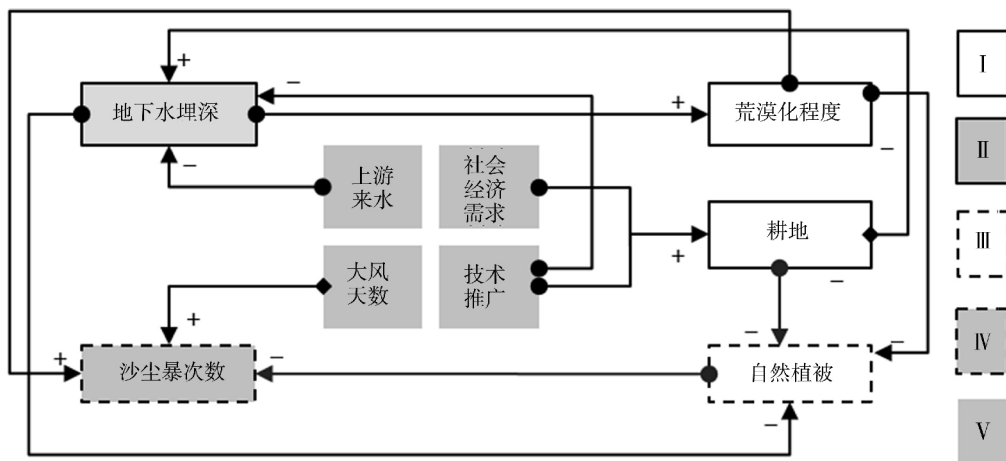 +
+
−
+
−
−
地下水埋深
荒漠化程度
Ⅰ
上游
来水
社会
经济
需求
Ⅱ
耕地
+
−
Ⅲ
大风
天数
技术
推广
+
−
−
+
−
沙尘暴次数
自然植被
Ⅳ
−
Ⅴ